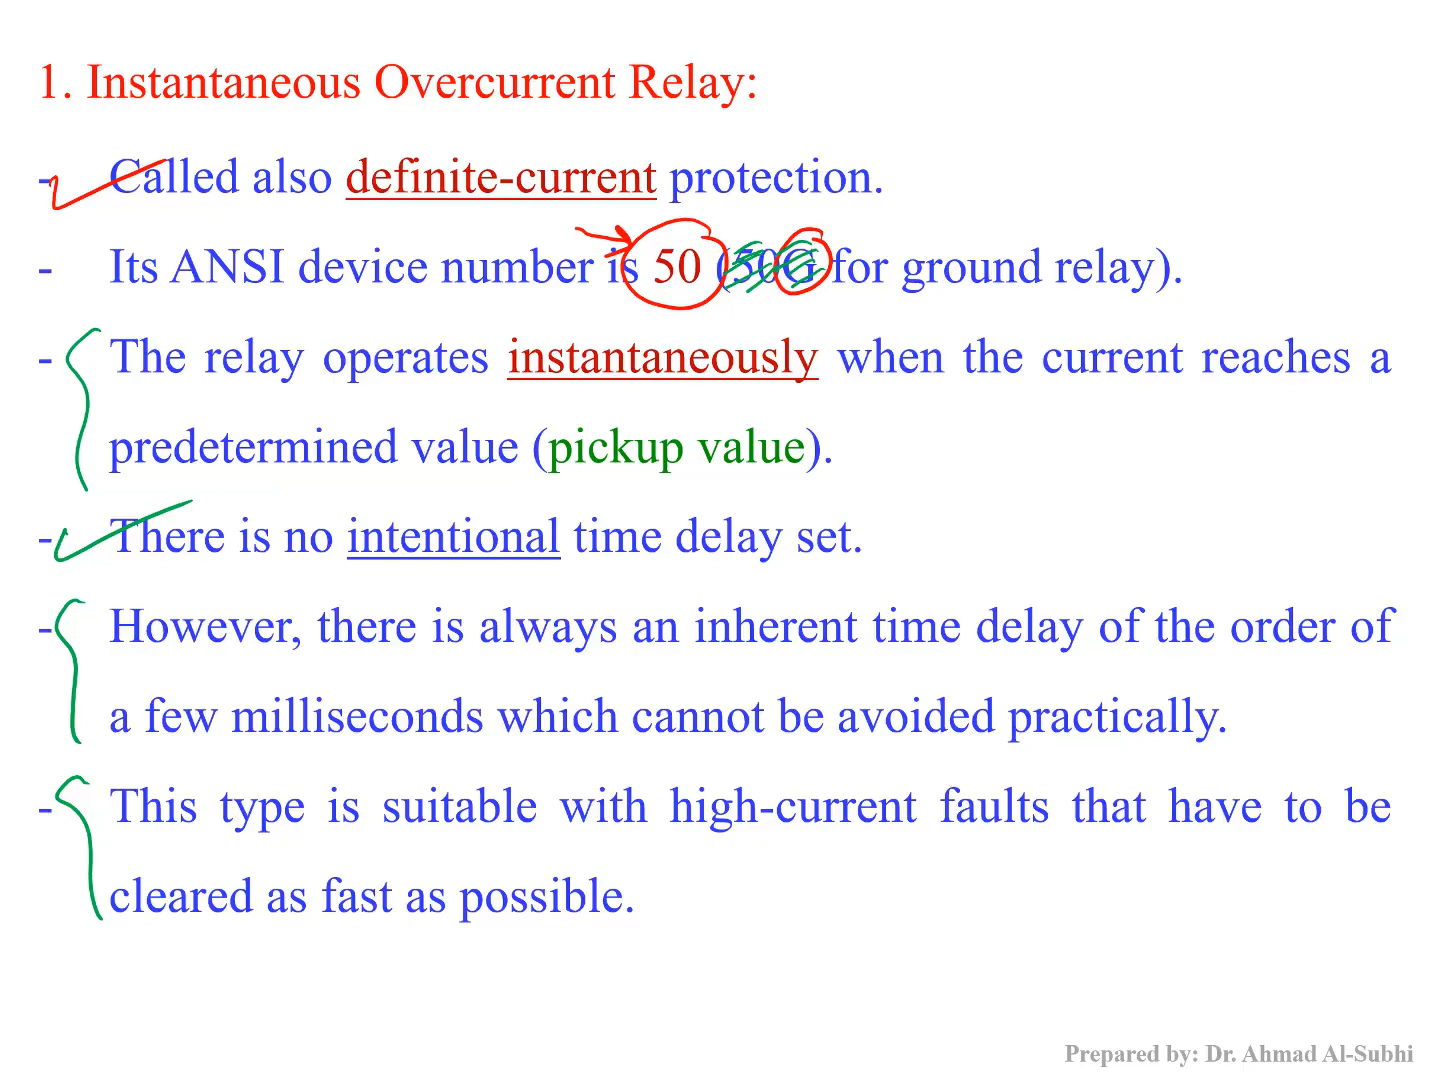 1. Instantaneous Overcurrent Relay:
- Called also definite-current protection.
- Its ANSI device number is 50 (50G for ground relay).
- The relay operates instantaneously when the current reaches a
predetermined value (pickup value).
- There is no intentional time delay set.
- However, there is always an inherent time delay of the order of
a few milliseconds which cannot be avoided practically.
- This type is suitable with high-current faults that have to be
cleared as fast as possible.
Prepared by: Dr. Ahmad Al-Subhi